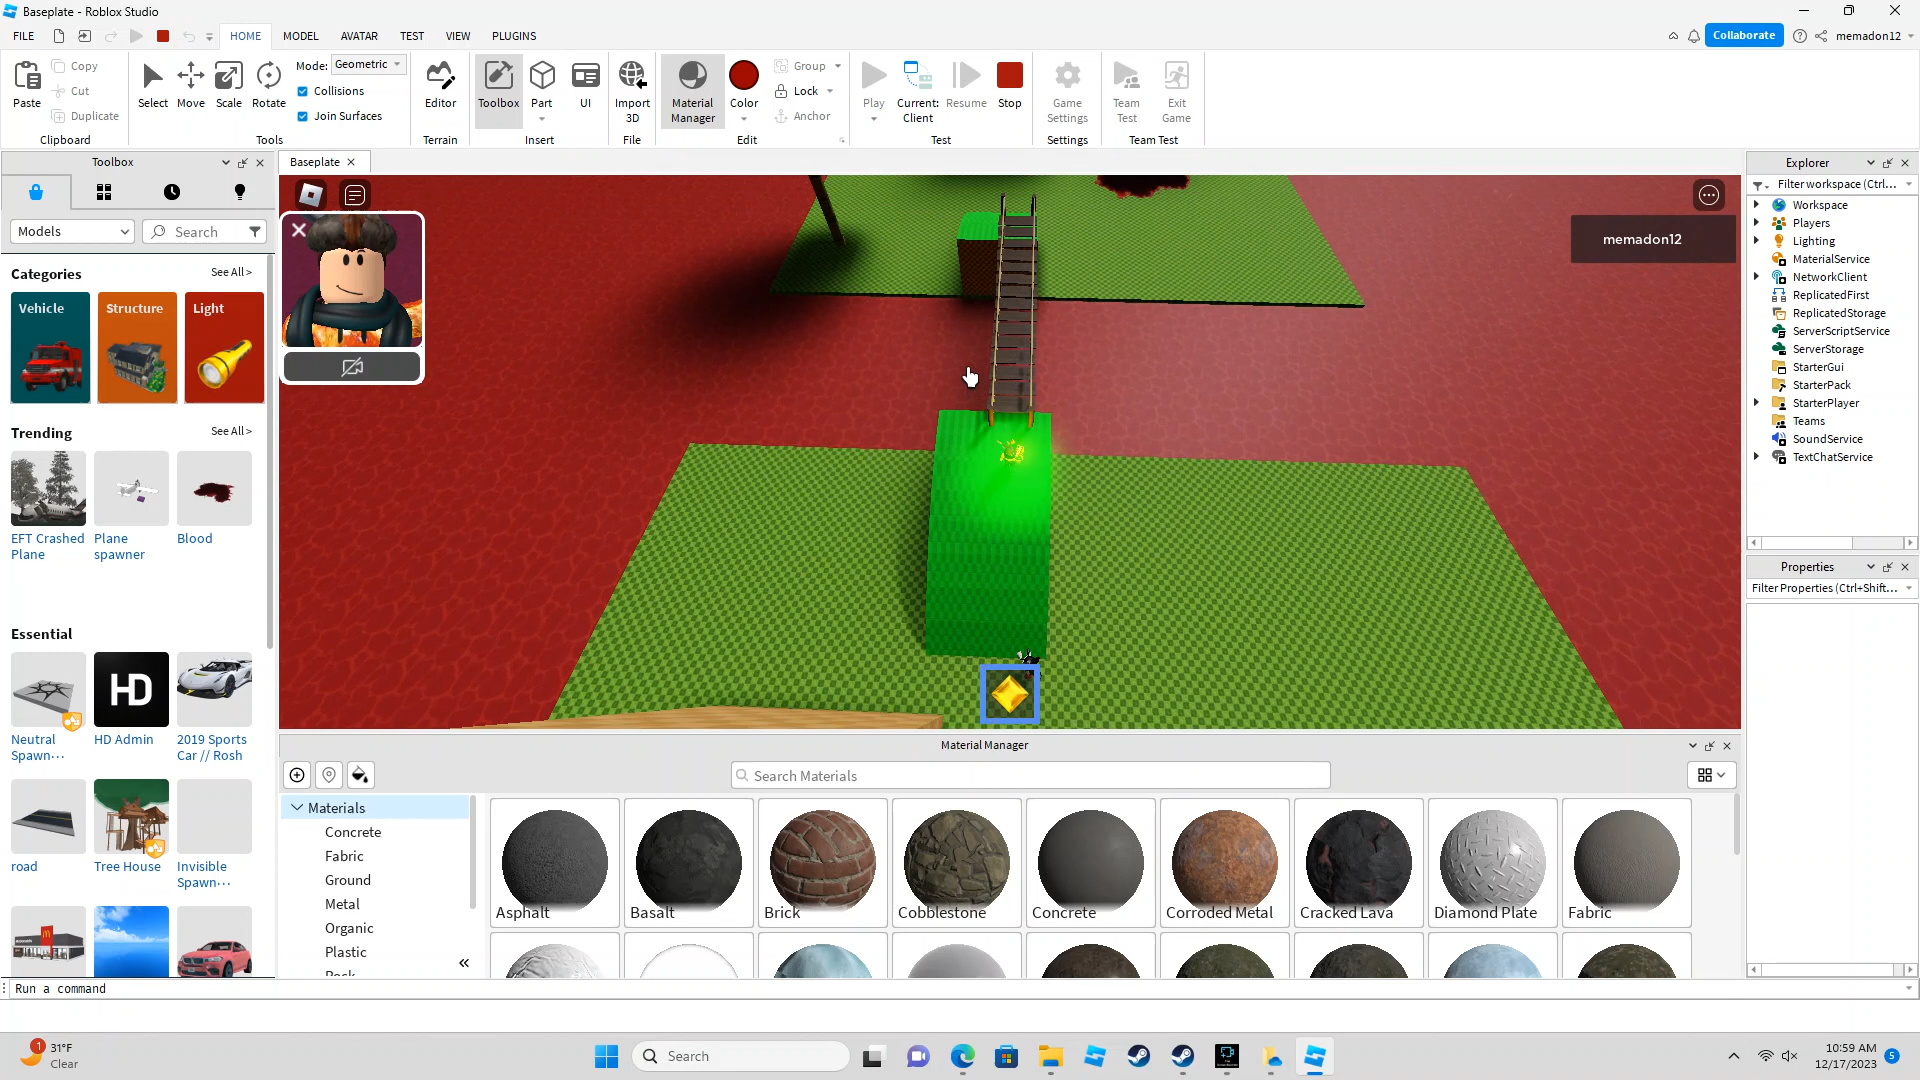 Baseplate - Roblox Studio
FILE
HOME
MODEL
AVATAR
TEST
VIEW
PLUGINS
Collaborate
memadon12
Paste
Copy
Cut
Duplicate
Clipboard
Select
Move
Scale
Rotate
Mode: Geometric
Collisions
Join Surfaces
Tools
Editor
Terrain
Toolbox
Part
UI
Insert
Import
3D
File
Material
Manager
Color
Group
Lock
Anchor
Edit
Play
Current:
Client
Resume
Stop
Test
Game
Settings
Settings
Team
Test
Exit
Game
Team Test
Toolbox
Models
Search
Categories
See All >
Vehicle
Structure
Light
Trending
See All >
EFT Crashed
Plane
Plane
spawner
Blood
Essential
Neutral
Spawn...
HD
HD Admin
2019 Sports
Car // Rosh
road
Tree House
Invisible
Spawn...
Baseplate
memadon12
Explorer
Filter workspace (Ctrl...
Workspace
Players
Lighting
MaterialService
NetworkClient
ReplicatedFirst
ReplicatedStorage
ServerScriptService
ServerStorage
StarterGui
StarterPack
StarterPlayer
Teams
SoundService
TextChatService
Properties
Filter Properties (Ctrl+Shift...
Material Manager
Search Materials
Materials
Concrete
Fabric
Ground
Metal
Organic
Plastic
Rock
Asphalt
Basalt
Brick
Cobblestone
Concrete
Corroded Metal
Cracked Lava
Diamond Plate
Fabric
Run a command
1
31°F
Clear
Search
10:59 AM
12/17/2023
5